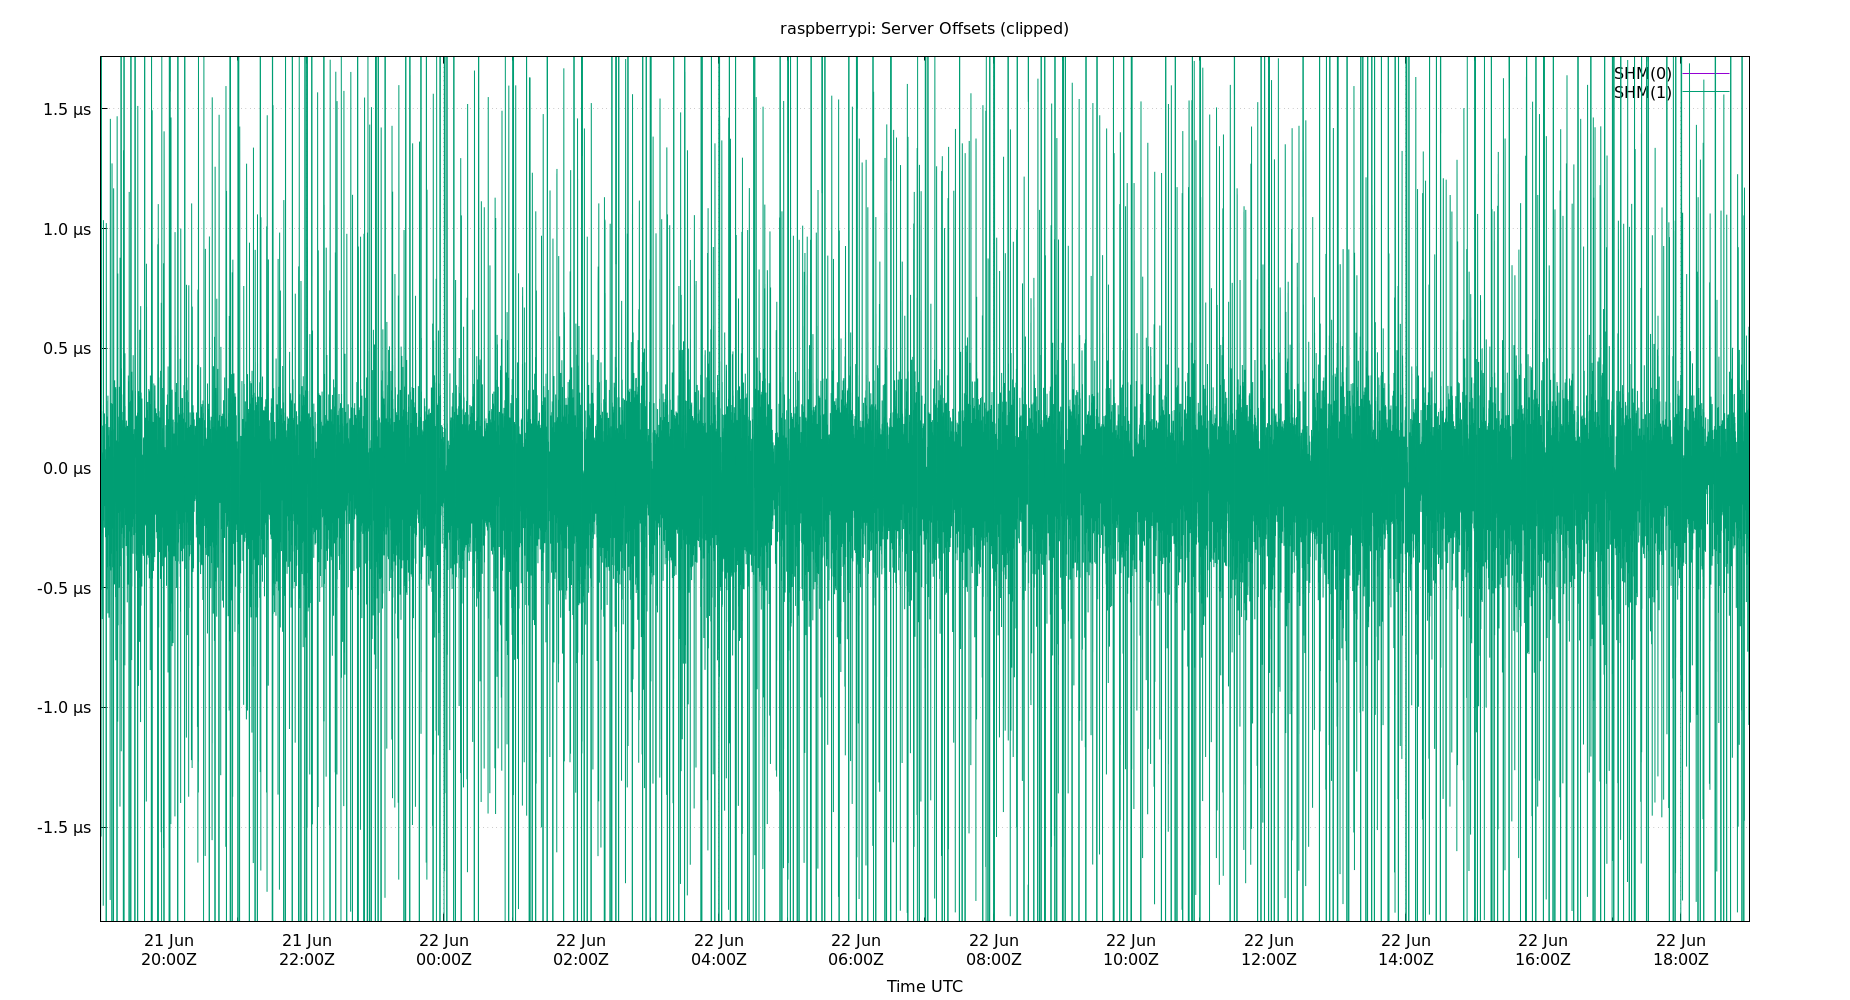 raspberrypi: Server Offsets (clipped)
SHM(0)
SHM(1)
1.5 µs
1.0 µs
0.5 µs
0.0 µs
-0.5 µs
-1.0 µs
-1.5 µs
21 Jun 21 Jun 22 Jun 22 Jun 22 Jun 22 Jun 22 Jun 22 Jun 22 Jun 22 Jun 22 Jun 22 Jun
20:00Z 22:00Z 00:00Z 02:00Z 04:00Z 06:00Z 08:00Z 10:00Z 12:00Z 14:00Z 16:00Z 18:00Z
Time UTC